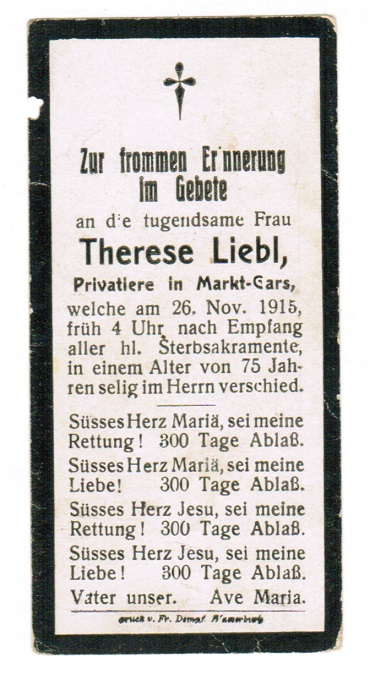 Zur frommen Erinnerung
im Gebete
an die tugendsame Frau
Therese Liebl,
Privatiere in Markt-Gars,
welche am 26. Nov. 1915,
früh 4 Uhr nach Empfang
aller hl. Sterbsakramente,
in einem Alter von 75 Jah-
ren selig im Herrn verschied.
Süsses Herz Mariä, sei meine
Rettung! 300 Tage Ablaß.
Süsses Herz Mariä, sei meine
Liebe! 300 Tage Ablaß.
Süsses Herz Jesu, sei meine
Rettung! 300 Tage Ablaß.
Süsses Herz Jesu, sei meine
Liebe! 300 Tage Ablaß.
Vater unser. Ave Maria.
Druck v. Fr. Dempf, Wasserburg